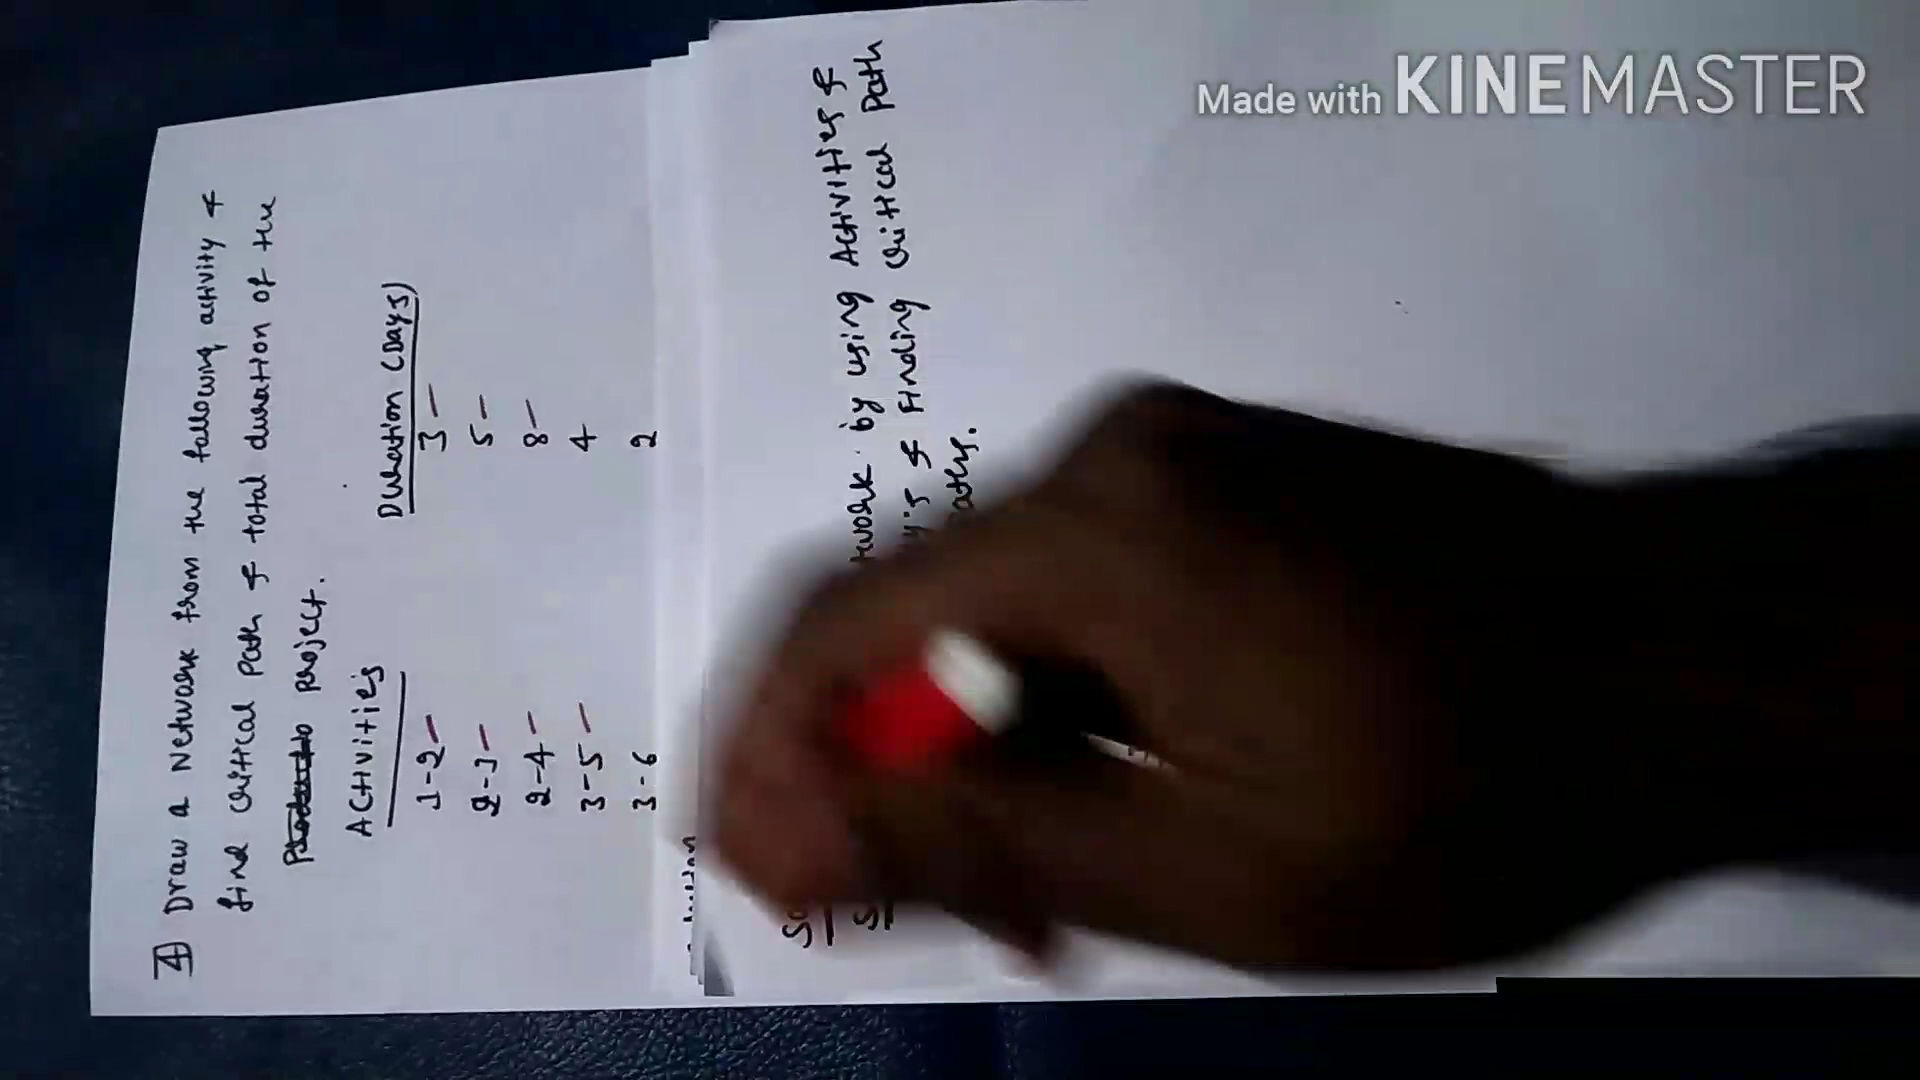 4 Draw a Network from the following activity &
find critical path & total duration of the
project.
Activities Duration (Days)
1-2 3
2-3 5
2-4 8
3-5 4
3-6 2
by using Activities &
& Finding critical Path
Made with KINEMASTER